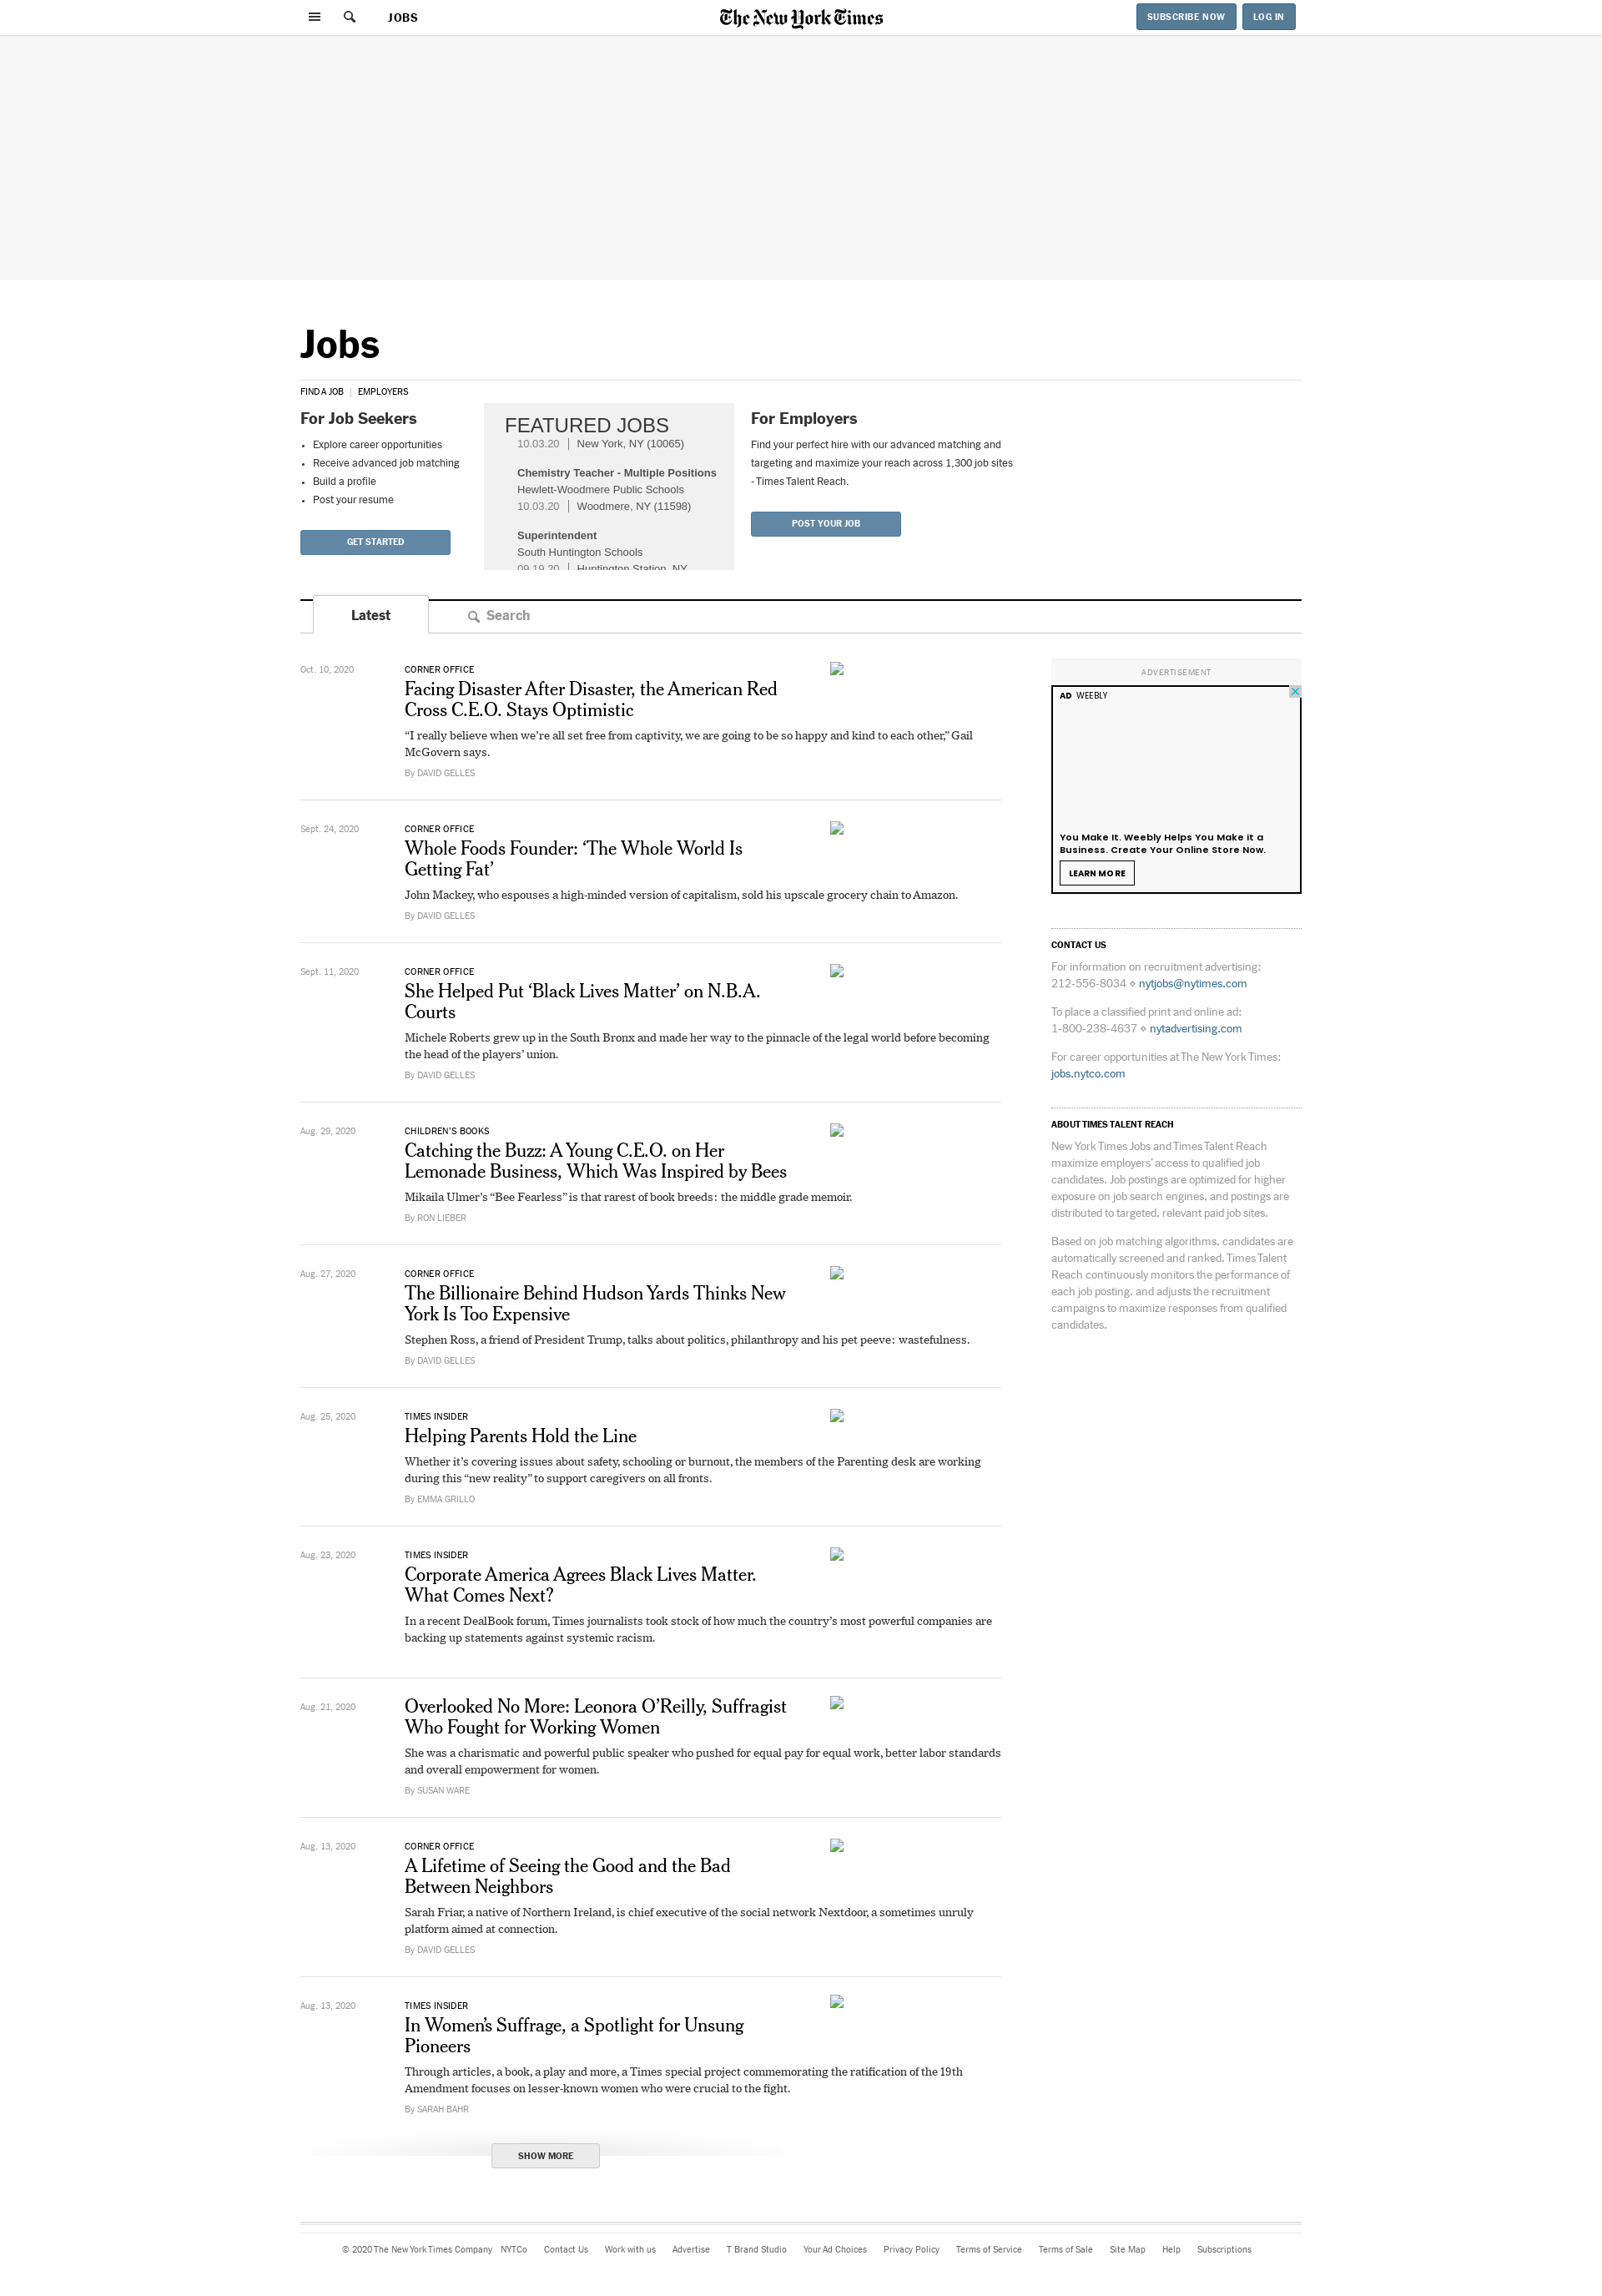 JOBS
The New York Times
SUBSCRIBE NOW
LOG IN
Jobs
FIND A JOB | EMPLOYERS
For Job Seekers
Explore career opportunities
Receive advanced job matching
Build a profile
Post your resume
GET STARTED
FEATURED JOBS
10.03.20 | New York, NY (10065)
Chemistry Teacher - Multiple Positions
Hewlett-Woodmere Public Schools
10.03.20 | Woodmere, NY (11598)
Superintendent
South Huntington Schools
09.19.20 | Huntington Station, NY
For Employers
Find your perfect hire with our advanced matching and
targeting and maximize your reach across 1,300 job sites
- Times Talent Reach.
POST YOUR JOB
Latest
Search
Oct. 10, 2020
CORNER OFFICE
Facing Disaster After Disaster, the American Red
Cross C.E.O. Stays Optimistic
“I really believe when we’re all set free from captivity, we are going to be so happy and kind to each other,” Gail
McGovern says.
By DAVID GELLES
Sept. 24, 2020
CORNER OFFICE
Whole Foods Founder: ‘The Whole World Is
Getting Fat’
John Mackey, who espouses a high-minded version of capitalism, sold his upscale grocery chain to Amazon.
By DAVID GELLES
Sept. 11, 2020
CORNER OFFICE
She Helped Put ‘Black Lives Matter’ on N.B.A.
Courts
Michele Roberts grew up in the South Bronx and made her way to the pinnacle of the legal world before becoming
the head of the players’ union.
By DAVID GELLES
Aug. 29, 2020
CHILDREN’S BOOKS
Catching the Buzz: A Young C.E.O. on Her
Lemonade Business, Which Was Inspired by Bees
Mikaila Ulmer’s “Bee Fearless” is that rarest of book breeds: the middle grade memoir.
By RON LIEBER
Aug. 27, 2020
CORNER OFFICE
The Billionaire Behind Hudson Yards Thinks New
York Is Too Expensive
Stephen Ross, a friend of President Trump, talks about politics, philanthropy and his pet peeve: wastefulness.
By DAVID GELLES
Aug. 25, 2020
TIMES INSIDER
Helping Parents Hold the Line
Whether it’s covering issues about safety, schooling or burnout, the members of the Parenting desk are working
during this “new reality” to support caregivers on all fronts.
By EMMA GRILLO
Aug. 23, 2020
TIMES INSIDER
Corporate America Agrees Black Lives Matter.
What Comes Next?
In a recent DealBook forum, Times journalists took stock of how much the country’s most powerful companies are
backing up statements against systemic racism.
Aug. 21, 2020
Overlooked No More: Leonora O’Reilly, Suffragist
Who Fought for Working Women
She was a charismatic and powerful public speaker who pushed for equal pay for equal work, better labor standards
and overall empowerment for women.
By SUSAN WARE
Aug. 13, 2020
CORNER OFFICE
A Lifetime of Seeing the Good and the Bad
Between Neighbors
Sarah Friar, a native of Northern Ireland, is chief executive of the social network Nextdoor, a sometimes unruly
platform aimed at connection.
By DAVID GELLES
Aug. 13, 2020
TIMES INSIDER
In Women’s Suffrage, a Spotlight for Unsung
Pioneers
Through articles, a book, a play and more, a Times special project commemorating the ratification of the 19th
Amendment focuses on lesser-known women who were crucial to the fight.
By SARAH BAHR
SHOW MORE
ADVERTISEMENT
AD WEEBLY
You Make It. Weebly Helps You Make it a
Business. Create Your Online Store Now.
LEARN MORE
CONTACT US
For information on recruitment advertising:
212-556-8034 ⋄ nytjobs@nytimes.com
To place a classified print and online ad:
1-800-238-4637 ⋄ nytadvertising.com
For career opportunities at The New York Times:
jobs.nytco.com
ABOUT TIMES TALENT REACH
New York Times Jobs and Times Talent Reach
maximize employers’ access to qualified job
candidates. Job postings are optimized for higher
exposure on job search engines, and postings are
distributed to targeted, relevant paid job sites.
Based on job matching algorithms, candidates are
automatically screened and ranked. Times Talent
Reach continuously monitors the performance of
each job posting, and adjusts the recruitment
campaigns to maximize responses from qualified
candidates.
© 2020 The New York Times Company NYTCo Contact Us Work with us Advertise T Brand Studio Your Ad Choices Privacy Policy Terms of Service Terms of Sale Site Map Help Subscriptions